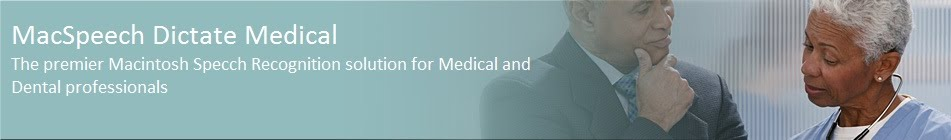 MacSpeech Dictate Medical
The premier Macintosh Specch Recognition solution for Medical and
Dental professionals